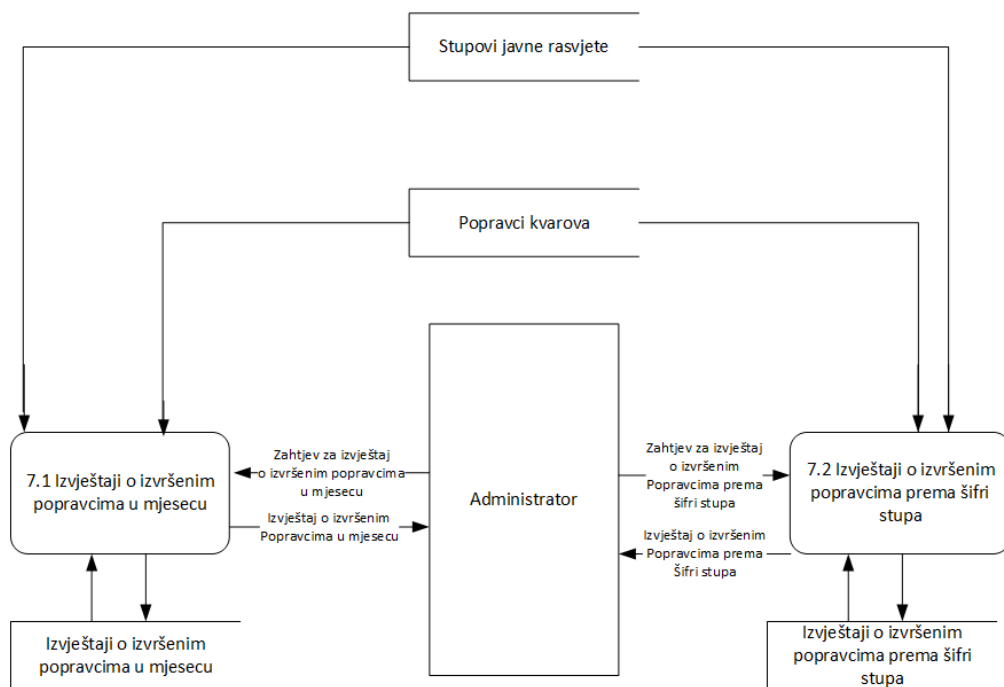 Stupovi javne rasvjete
Popravci kvarova
7.1 Izvještaji o izvršenim
popravcima u mjesecu
Zahtjev za izvještaj
o izvršenim popravcima
u mjesecu
Izvještaj o izvršenim
Popravcima u mjesecu
Administrator
Zahtjev za izvještaj
o izvršenim
Popravcima prema
šifri stupa
Izvještaj o izvršenim
Popravcima prema
Šifri stupa
7.2 Izvještaji o izvršenim
popravcima prema šifri
stupa
Izvještaji o izvršenim
popravcima u mjesecu
Izvještaji o izvršenim
popravcima prema šifri
stupa